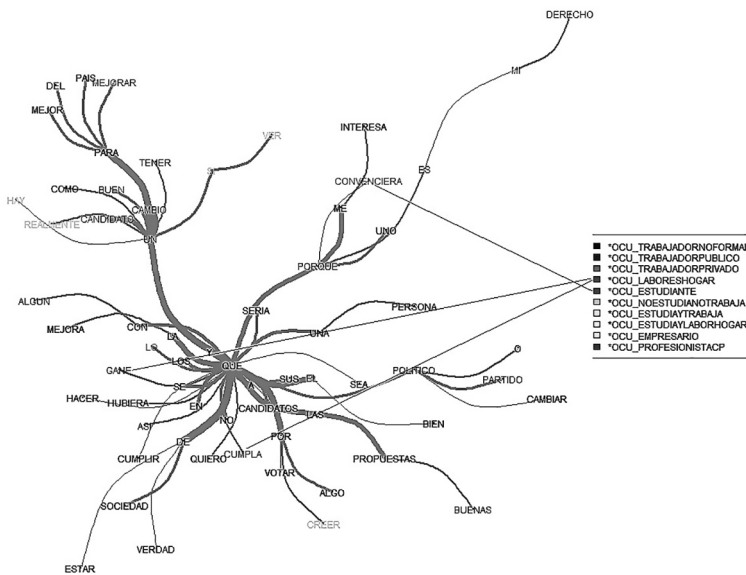 DERECHO
MI
PAIS
DEL
MEJORAR
MEJOR
INTERESA
VER
PARA
TENER
SI
ES
CONVENCIERA
COMO
BUEN
HAY
ME
CAMBIO
CANDIDATO
REALMENTE
UNO
UN
PORQUE
*OCU_TRABAJADORNOFORMAL
*OCU_TRABAJADORPUBLICO
*OCU_TRABAJADORPRIVADO
*OCU_LABORESHOGAR
*OCU_ESTUDIANTE
*OCU_NOESTUDIANOTRABAJA
*OCU_ESTUDIAYTRABAJA
*OCU_ESTUDIAYLABORHOGAR
*OCU_EMPRESARIO
*OCU_PROFESIONISTACP
ALGUN
PERSONA
SERIA
CON
MEJORA
LA
UNA
LO
Y
O
LOS
QUE
GANE
POLITICO
SUS
EL
PARTIDO
SE
A
SEA
HACER
HUBIERA
EN
CANDIDATOS
CAMBIAR
LAS
NO
ASI
BIEN
POR
DE
CUMPLA
CUMPLIR
QUIERO
PROPUESTAS
VOTAR
ALGO
SOCIEDAD
BUENAS
CREER
VERDAD
ESTAR